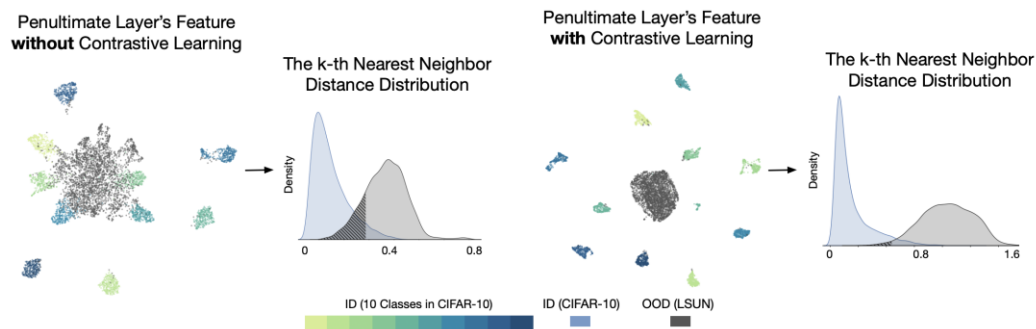 Penultimate Layer's Feature
without Contrastive Learning
The k-th Nearest Neighbor
Distance Distribution
Density
0 0.4 0.8
Penultimate Layer's Feature
with Contrastive Learning
The k-th Nearest Neighbor
Distance Distribution
Density
0 0.8 1.6
ID (10 Classes in CIFAR-10) ID (CIFAR-10) OOD (LSUN)